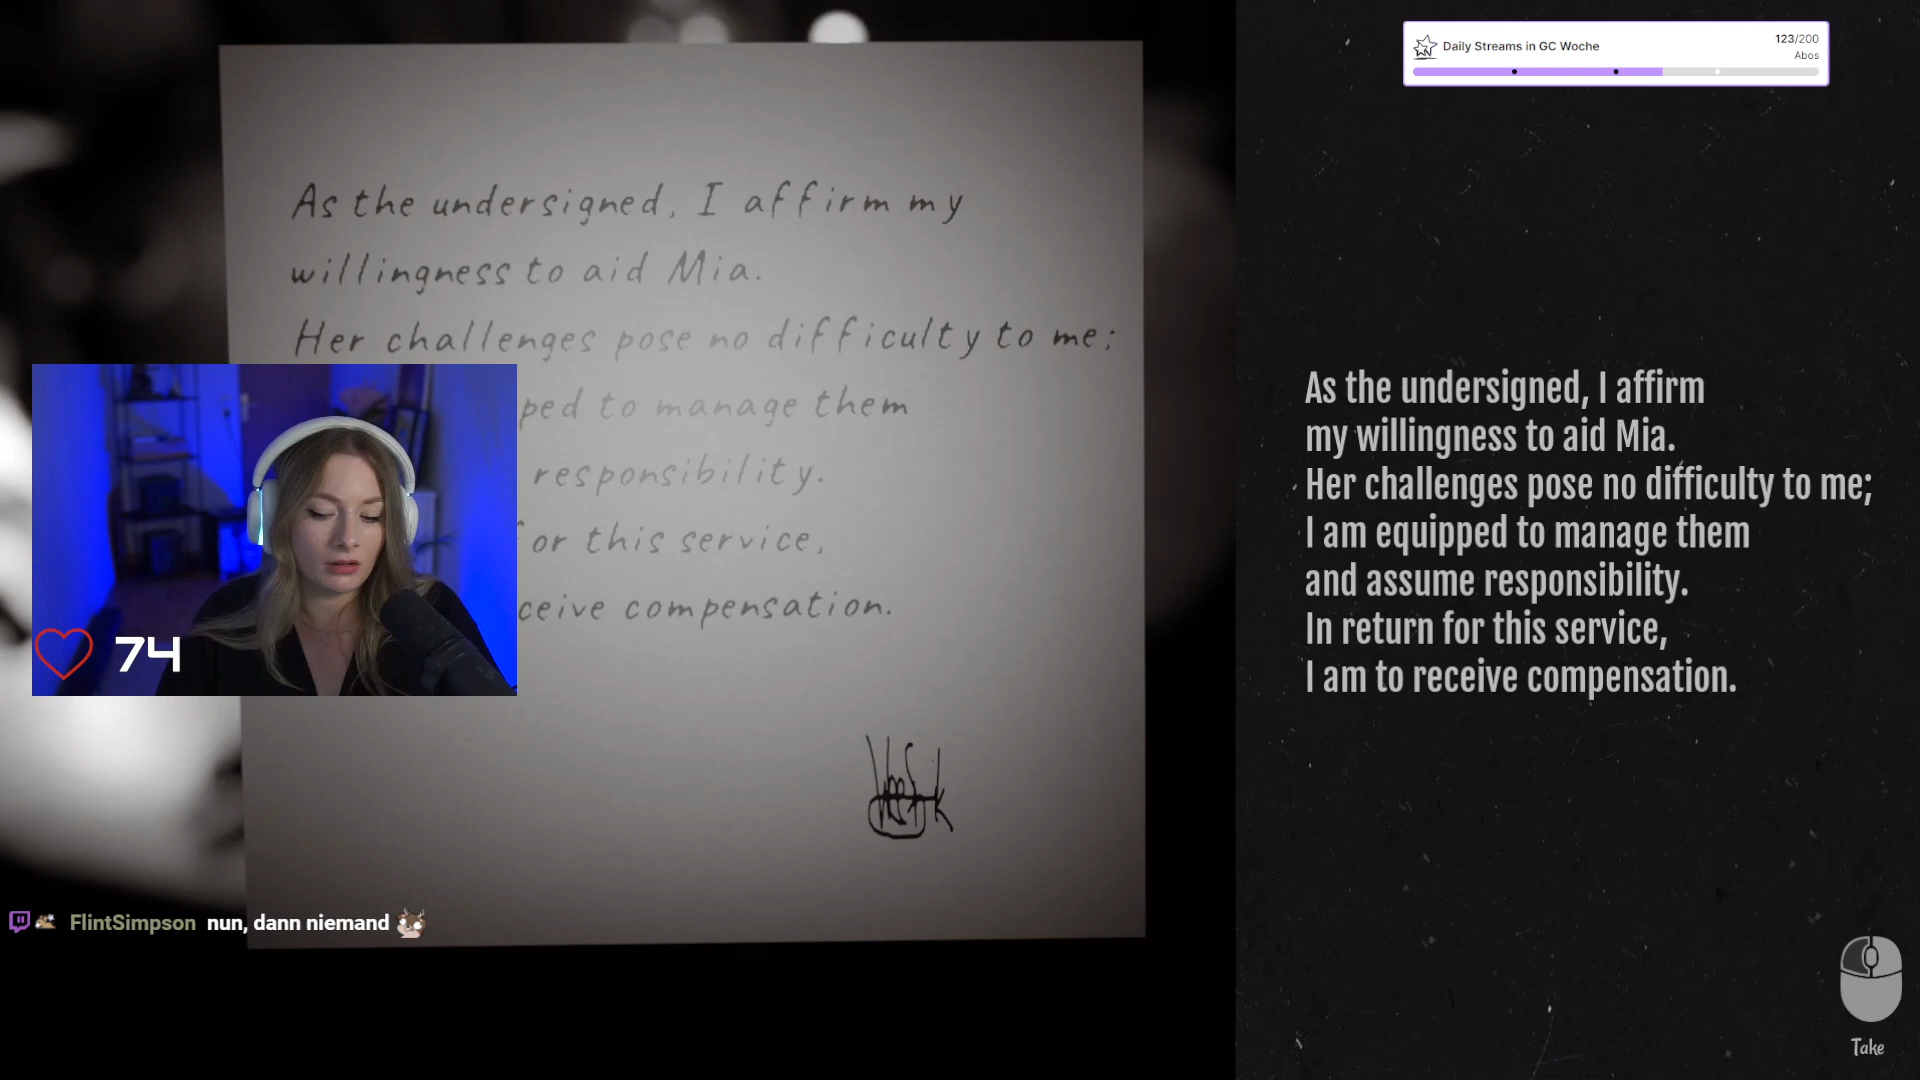 Daily Streams in GC Woche
123/200
Abos
As the undersigned, I affirm my
willingness to aid Mia.
Her challenges pose no difficulty to me;
ped to manage them
responsibility.
for this service,
ceive compensation.
74
As the undersigned, I affirm
my willingness to aid Mia.
Her challenges pose no difficulty to me;
I am equipped to manage them
and assume responsibility.
In return for this service,
I am to receive compensation.
FlintSimpson nun, dann niemand
Take